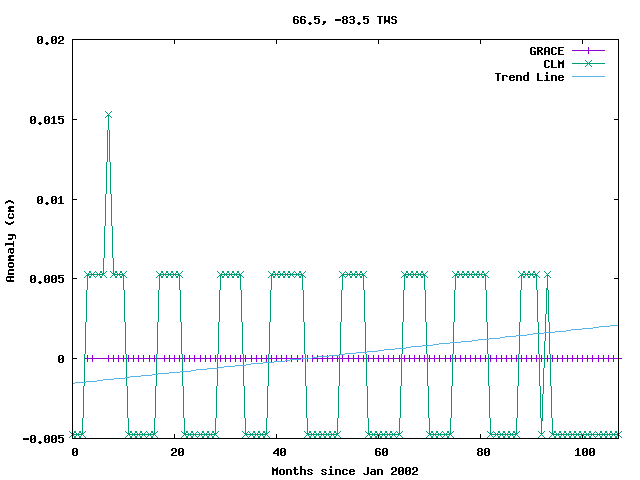 66.5, -83.5 TWS
0.02
0.015
0.01
0.005
0
-0.005
Anomaly (cm)
GRACE
CLM
Trend Line
0
20
40
60
80
100
Months since Jan 2002